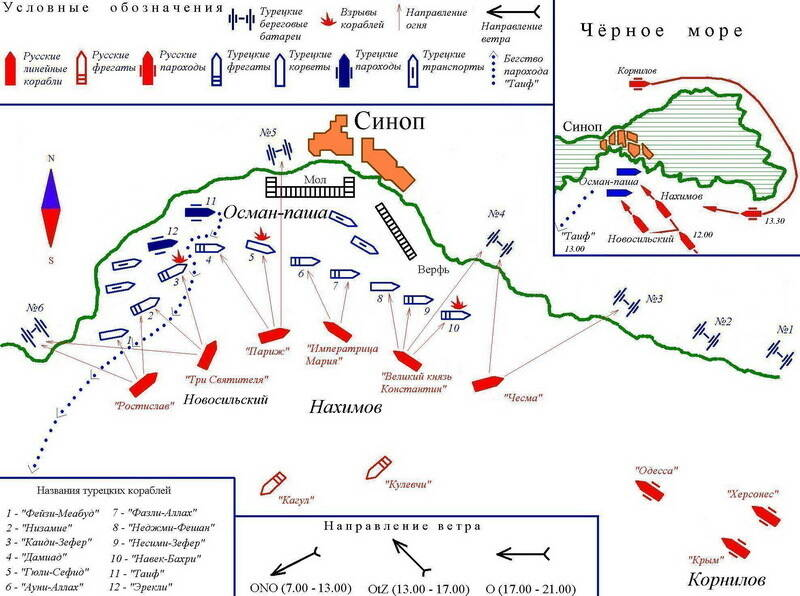 Условные обозначения
Турецкие
береговые
батареи
Взрывы
кораблей
Направление
огня
Направление
ветра
Русские
линейные
корабли
Русские
фрегаты
Русские
пароходы
Турецкие
фрегаты
Турецкие
корветы
Турецкие
пароходы
Турецкие
транспорты
Бегство
парохода
"Таиф"
Чёрное море
Корнилов
Синоп
Осман-паша
Нахимов
Новосильский
"Таиф"
13.00
12.00
13.30
N
S
Синоп
№5
Мол
Осман-паша
11
12
№4
Верфь
№6
№3
№2
№1
1
2
3
4
5
6
7
8
9
10
"Ростислав"
"Три Святителя"
"Париж"
"Императрица
Мария"
"Великий князь
Константин"
"Чесма"
Новосильский
Нахимов
"Кагул"
"Кулевчи"
"Одесса"
"Херсонес"
"Крым"
Корнилов
Названия турецких кораблей
1 - "Фейзи-Меабуд"
2 - "Низамие"
3 - "Каиди-Зефер"
4 - "Дамиад"
5 - "Гюли-Сефид"
6 - "Ауни-Аллах"
7 - "Фазли-Аллах"
8 - "Неджми-Фешан"
9 - "Несими-Зефер"
10 - "Навек-Бахри"
11 - "Таиф"
12 - "Эрекли"
Направление ветра
ONO (7.00 - 13.00)
OtZ (13.00 - 17.00)
O (17.00 - 21.00)